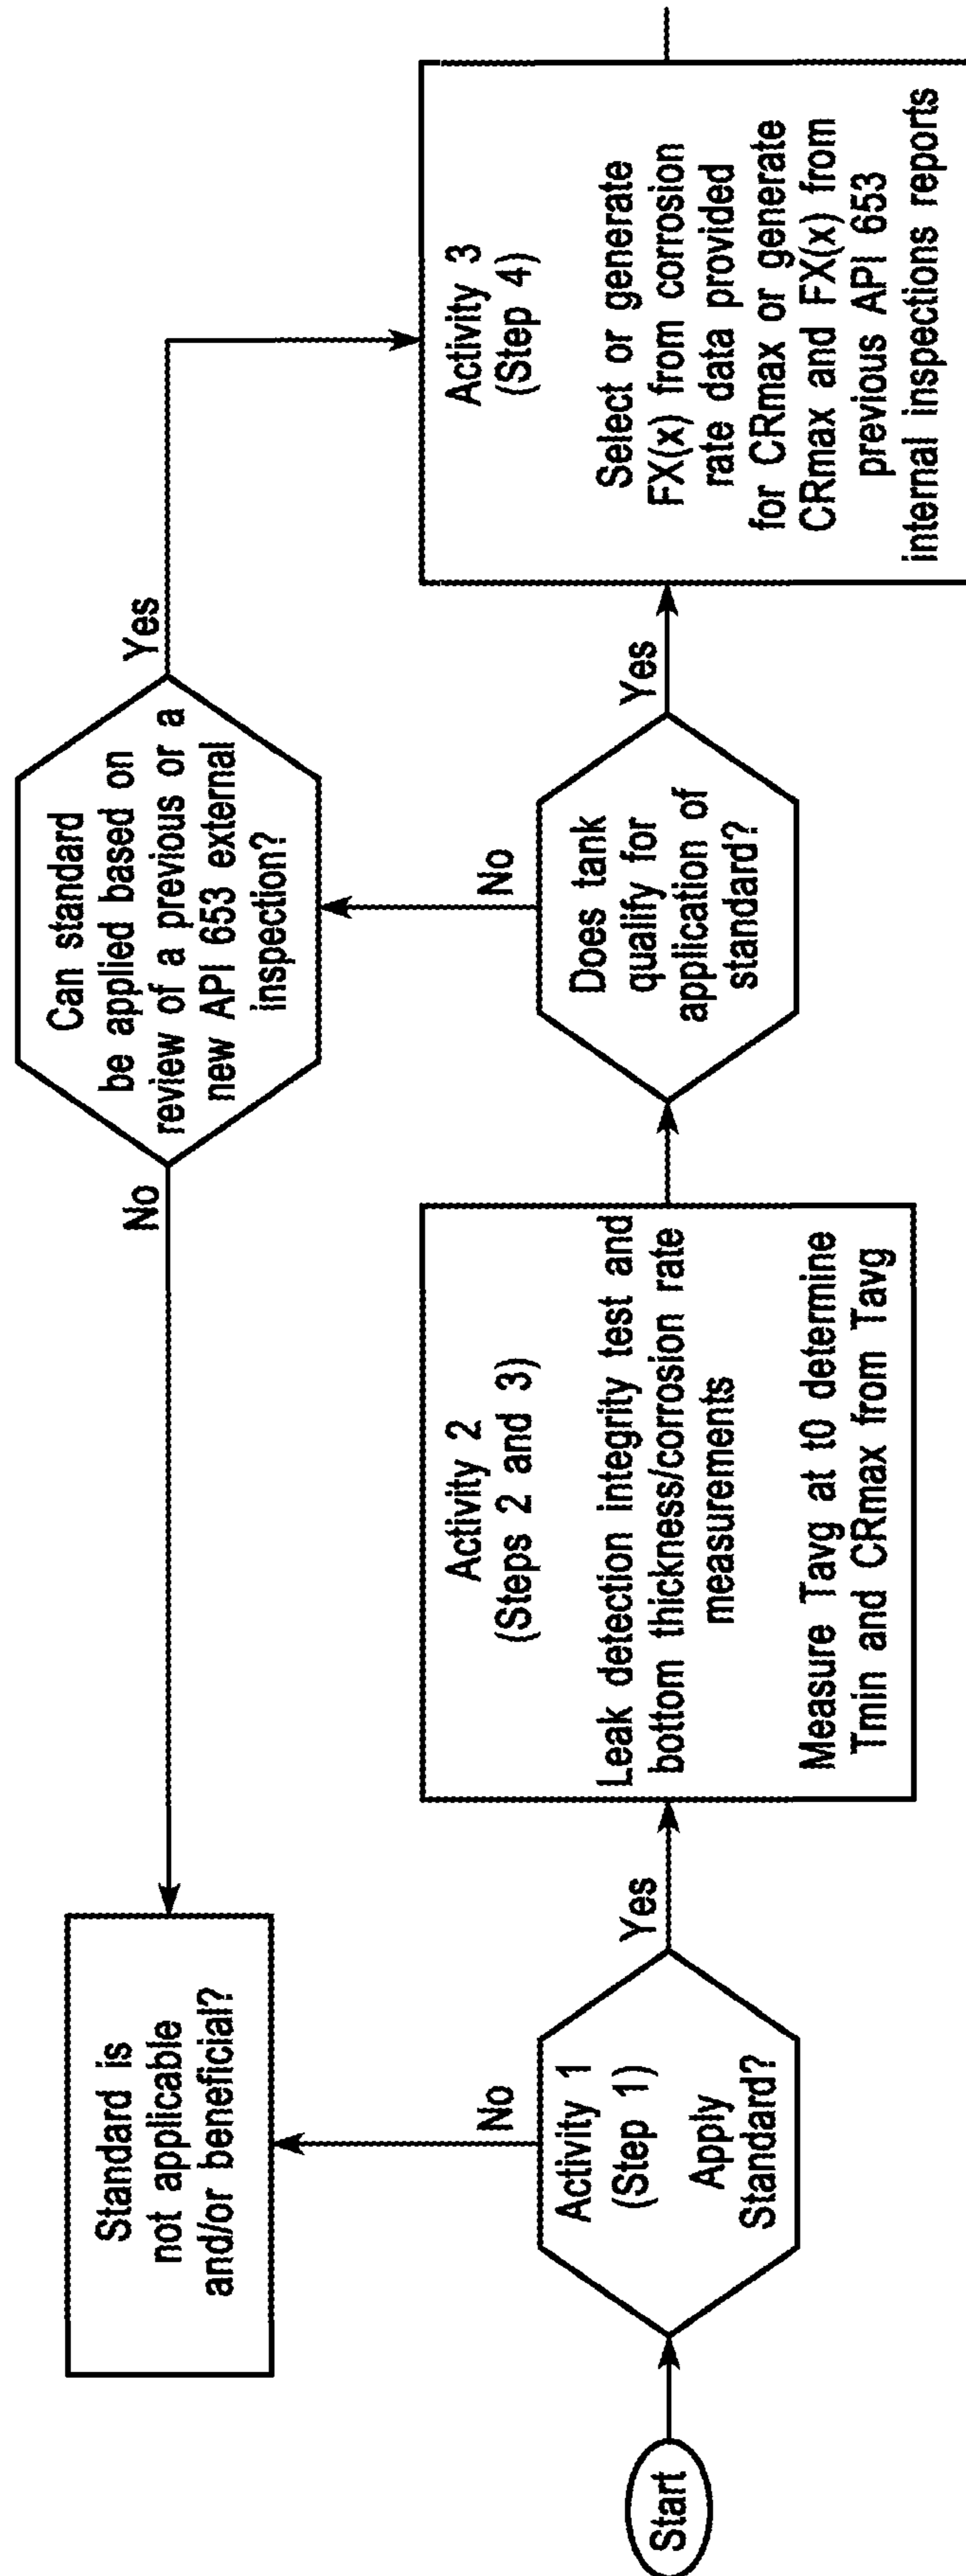 Start
Activity 1
(Step 1)
Apply
Standard?
No
Yes
Standard is
not applicable
and/or beneficial?
Activity 2
(Steps 2 and 3)
Leak detection integrity test and
bottom thickness/corrosion rate
measurements
Measure Tavg at t0 determine
Tmin and CRmax from Tavg
Does tank
qualify for
application of
standard?
No
Yes
Can standard
be applied based on
review of a previous or a
new API 653 external
inspection?
No
Yes
Activity 3
(Step 4)
Select or generate
FX(x) from corrosion
rate data provided
for CRmax or generate
CRmax and FX(x) from
previous API 653
internal inspections reports